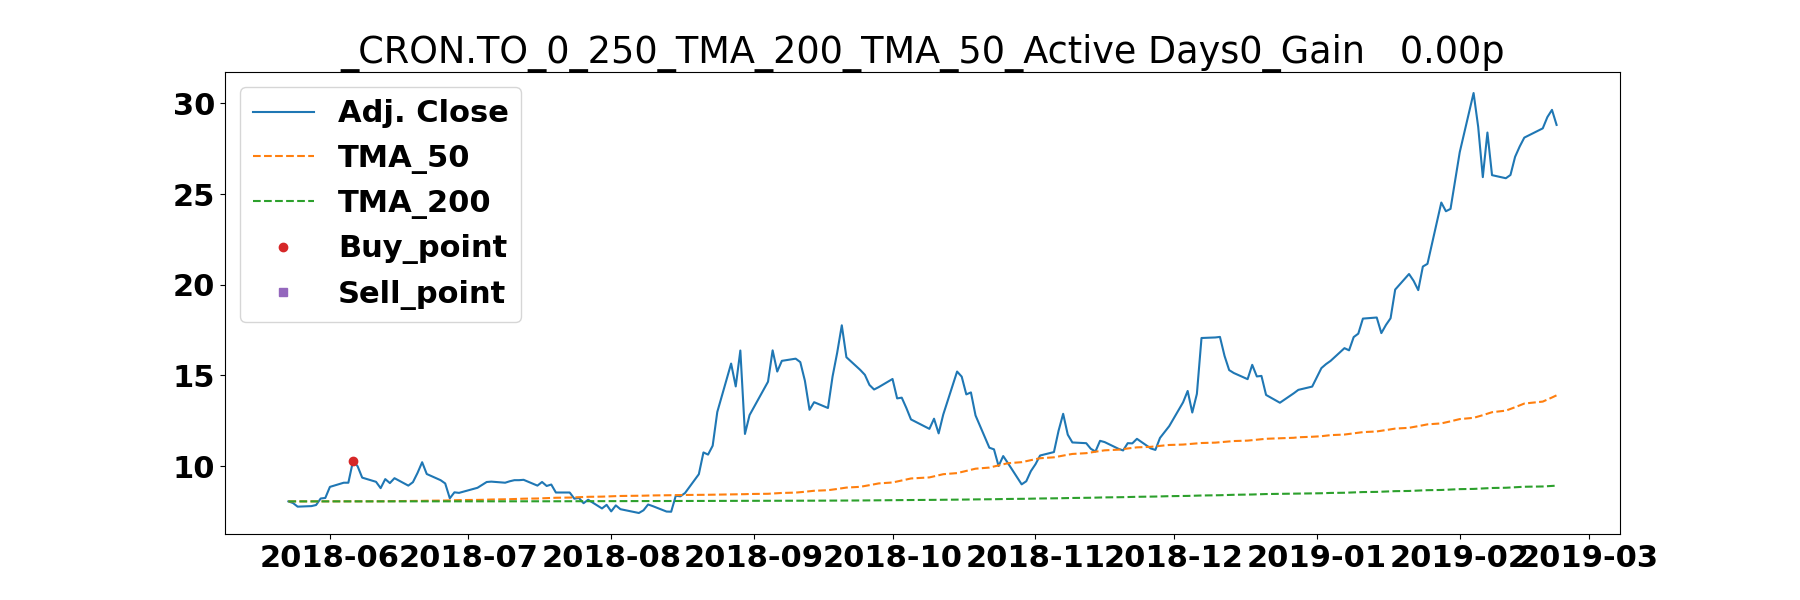 _CRON.TO_0_250_TMA_200_TMA_50_Active Days0_Gain   0.00p
Adj. Close
TMA_50
TMA_200
Buy_point
Sell_point
30
25
20
15
10
2018-06 2018-07 2018-08 2018-09 2018-10 2018-11 2018-12 2019-01 2019-02 2019-03